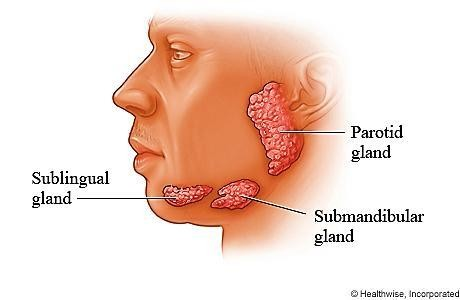 Parotid
gland
Sublingual
gland
Submandibular
gland
© Healthwise, Incorporated